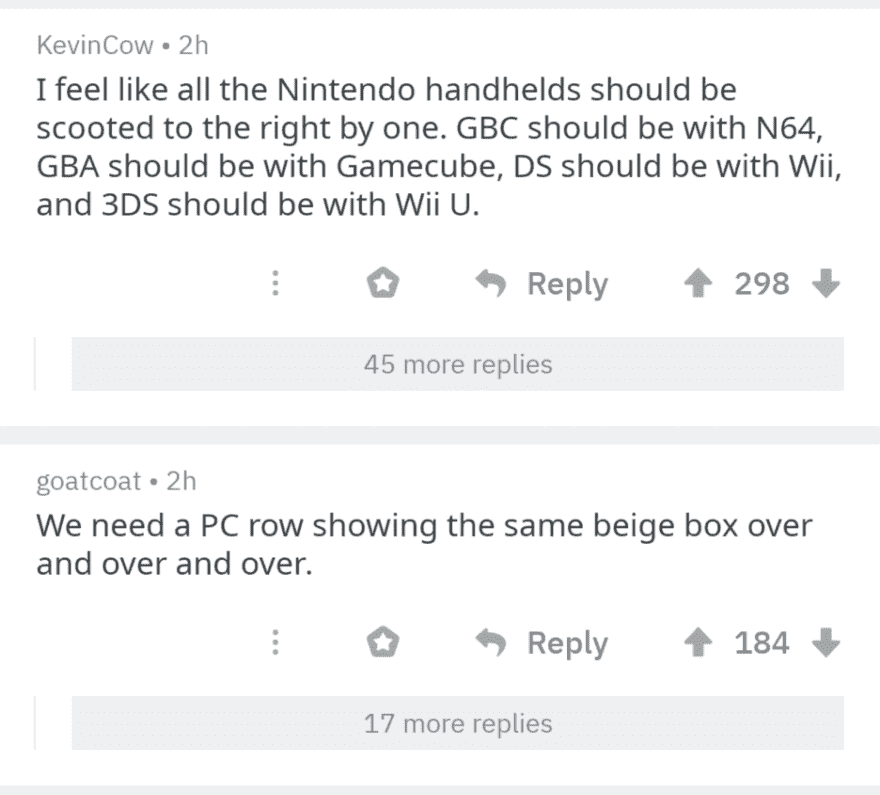 KevinCow • 2h
I feel like all the Nintendo handhelds should be
scooted to the right by one. GBC should be with N64,
GBA should be with Gamecube, DS should be with Wii,
and 3DS should be with Wii U.
Reply 298
45 more replies
goatcoat • 2h
We need a PC row showing the same beige box over
and over and over.
Reply 184
17 more replies